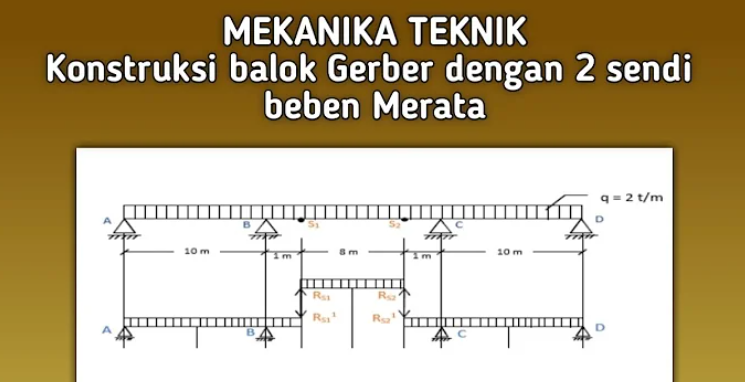 MEKANIKA TEKNIK
Konstruksi balok Gerber dengan 2 sendi
beben Merata
q = 2 t/m
A B S1 S2 C D
10 m 1 m 8 m 1 m 10 m
RS1 RS2
RS1¹ RS2¹
A B C D